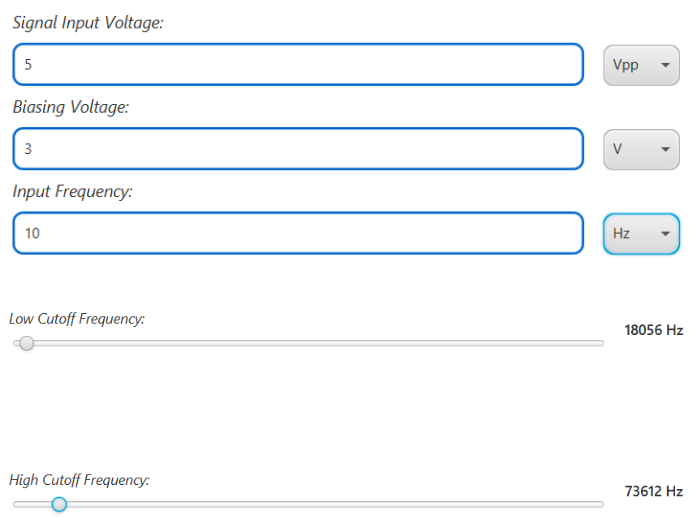 Signal Input Voltage:
5
Vpp
Biasing Voltage:
3
V
Input Frequency:
10
Hz
Low Cutoff Frequency:
18056 Hz
High Cutoff Frequency:
73612 Hz